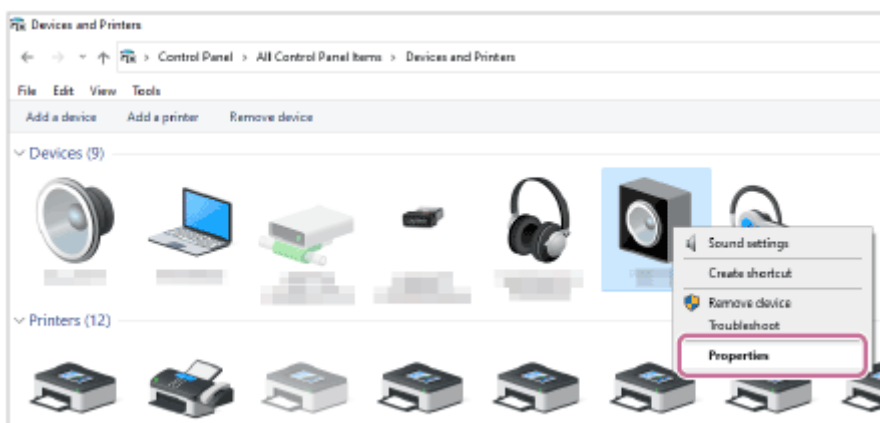 Devices and Printers
Control Panel > All Control Panel Items > Devices and Printers
File Edit View Tools
Add a device Add a printer Remove device
Devices (9)
Sound settings
Create shortcut
Remove device
Troubleshoot
Printers (12)
Properties